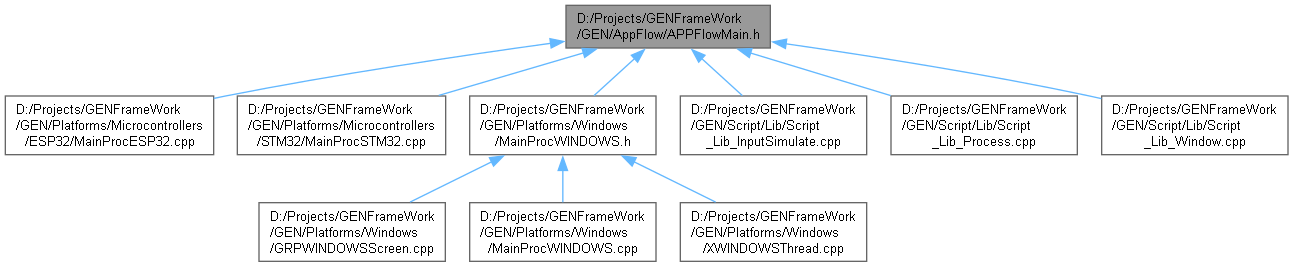 D:/Projects/GENFrameWork
/GEN/AppFlow/APPFlowMain.h
D:/Projects/GENFrameWork
/GEN/Platforms/Microcontrollers
/ESP32/MainProcESP32.cpp
D:/Projects/GENFrameWork
/GEN/Platforms/Microcontrollers
/STM32/MainProcSTM32.cpp
D:/Projects/GENFrameWork
/GEN/Platforms/Windows
/MainProcWINDOWS.h
D:/Projects/GENFrameWork
/GEN/Script/Lib/Script
_Lib_InputSimulate.cpp
D:/Projects/GENFrameWork
/GEN/Script/Lib/Script
_Lib_Process.cpp
D:/Projects/GENFrameWork
/GEN/Script/Lib/Script
_Lib_Window.cpp
D:/Projects/GENFrameWork
/GEN/Platforms/Windows
/GRPWINDOWSScreen.cpp
D:/Projects/GENFrameWork
/GEN/Platforms/Windows
/MainProcWINDOWS.cpp
D:/Projects/GENFrameWork
/GEN/Platforms/Windows
/XWINDOWSThread.cpp